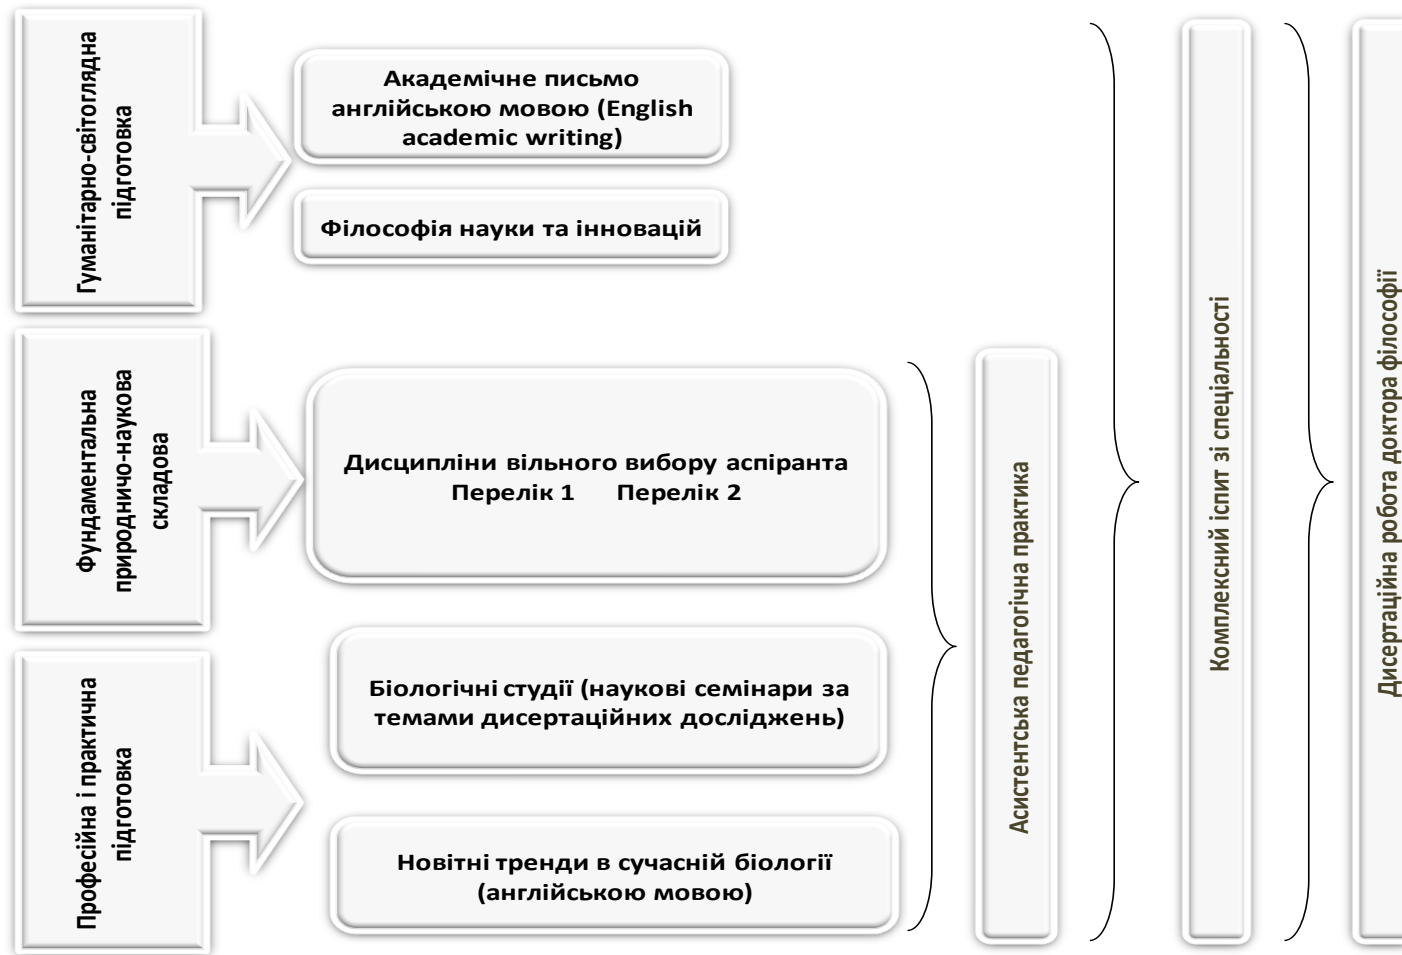 Гуманітарно-світоглядна
підготовка
Академічне письмо
англійською мовою (English
academic writing)
Філософія науки та інновацій
Фундаментальна
природничо-наукова
складова
Дисципліни вільного вибору аспіранта
Перелік 1 Перелік 2
Професійна і практична
підготовка
Біологічні студії (наукові семінари за
темами дисертаційних досліджень)
Новітні тренди в сучасній біології
(англійською мовою)
Асистентська педагогічна практика
Комплексний іспит зі спеціальності
Дисертаційна робота доктора філософії